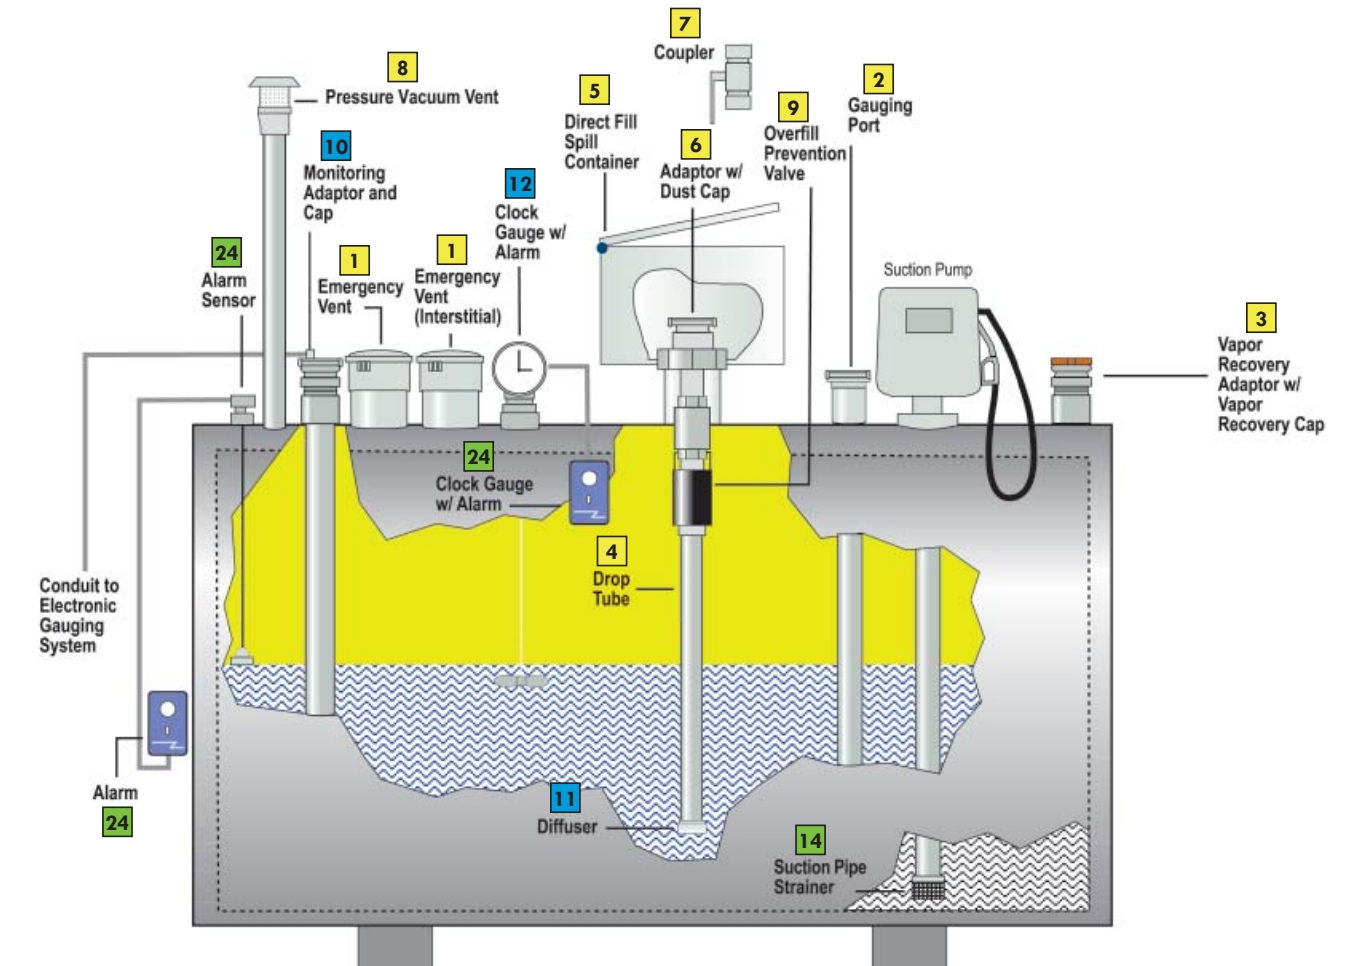 7
Coupler
8
Pressure Vacuum Vent
5
Direct Fill
Spill
Container
9
Overfill
Prevention
Valve
2
Gauging
Port
6
Adaptor w/
Dust Cap
10
Monitoring
Adaptor and
Cap
12
Clock
Gauge w/
Alarm
24
Alarm
Sensor
1
Emergency
Vent
1
Emergency
Vent
(Interstitial)
Suction Pump
3
Vapor
Recovery
Adaptor w/
Vapor
Recovery Cap
24
Clock Gauge
w/ Alarm
4
Drop
Tube
Conduit to
Electronic
Gauging
System
Alarm
24
11
Diffuser
14
Suction Pipe
Strainer